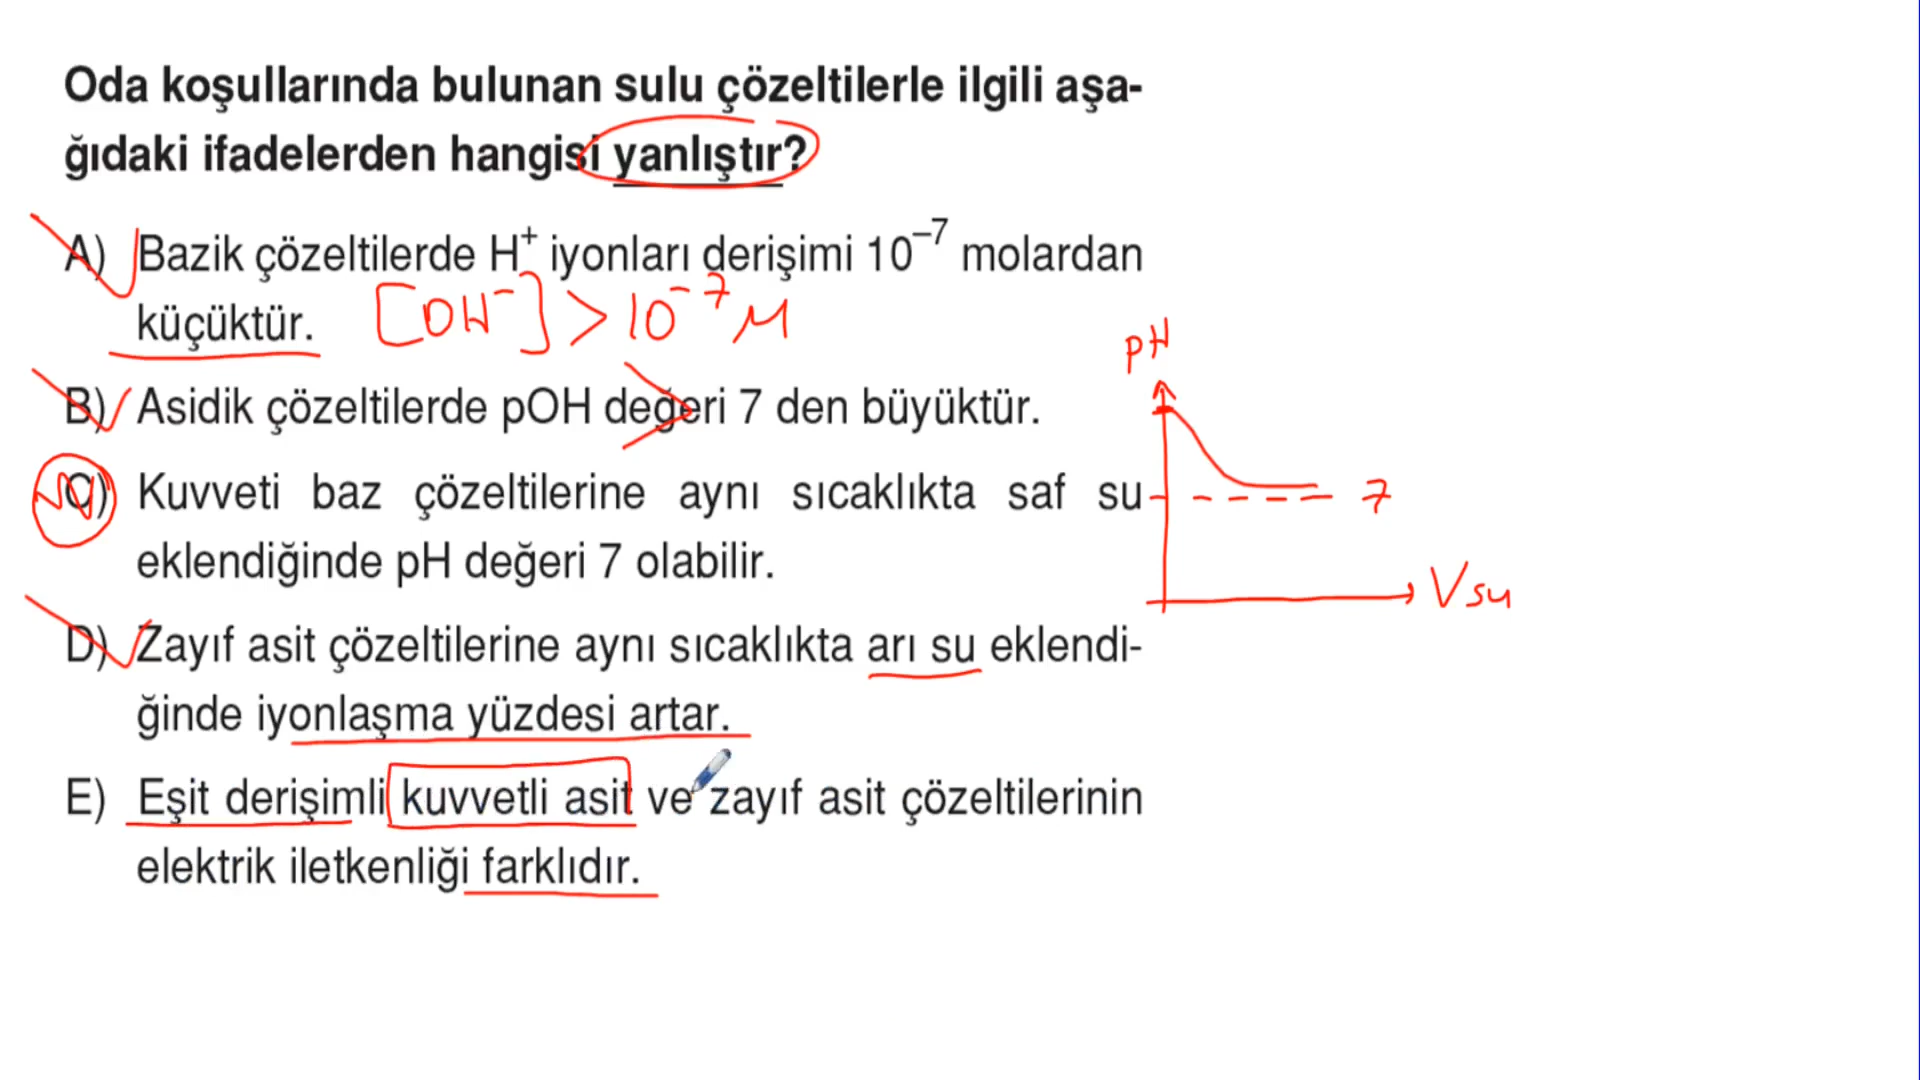 Oda koşullarında bulunan sulu çözeltilerle ilgili aşa-
ğıdaki ifadelerden hangisi yanlıştır?
A) Bazik çözeltilerde H⁺ iyonları derişimi 10⁻⁷ molardan
küçüktür. [OH⁻] > 10⁻⁷ M
B) Asidik çözeltilerde pOH değeri 7 den büyüktür.
C) Kuvveti baz çözeltilerine aynı sıcaklıkta saf su
eklendiğinde pH değeri 7 olabilir.
D) Zayıf asit çözeltilerine aynı sıcaklıkta arı su eklendi-
ğinde iyonlaşma yüzdesi artar.
E) Eşit derişimli kuvvetli asit ve zayıf asit çözeltilerinin
elektrik iletkenliği farklıdır.
pH
7
Vsu